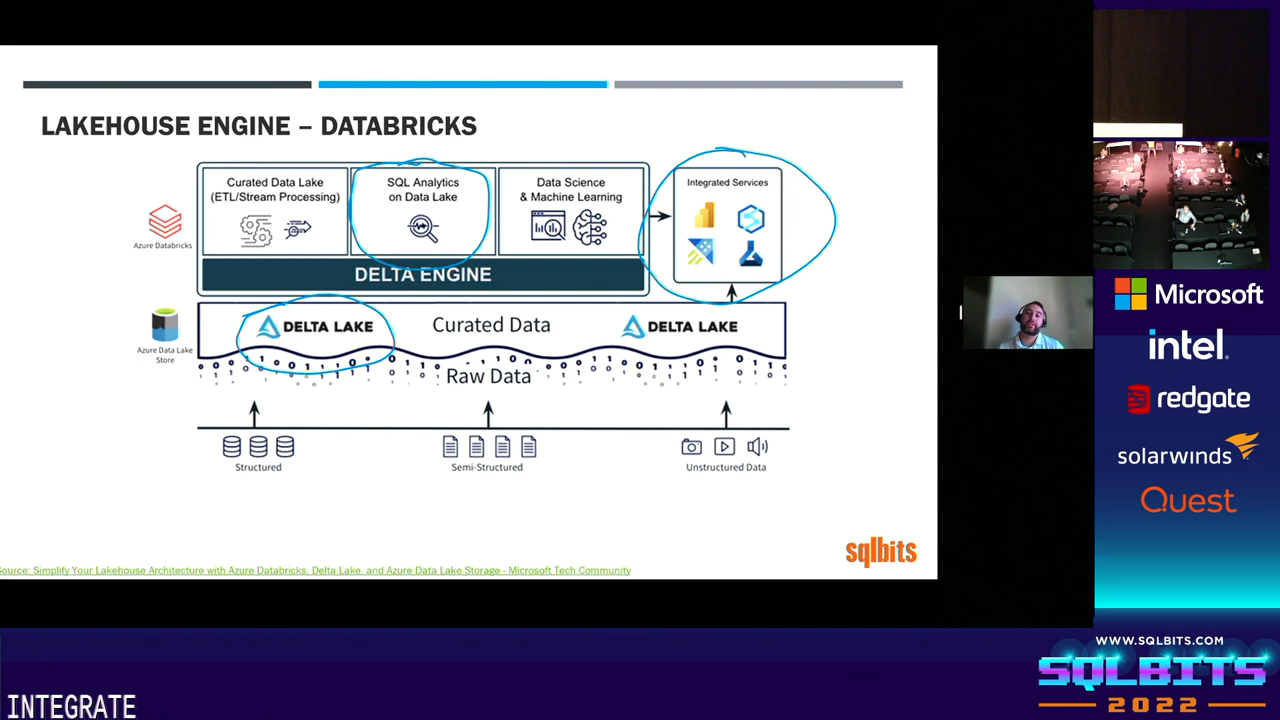 LAKEHOUSE ENGINE – DATABRICKS
Curated Data Lake
(ETL/Stream Processing)
SQL Analytics
on Data Lake
Data Science
& Machine Learning
Integrated Services
Azure Databricks
DELTA ENGINE
DELTA LAKE
Curated Data
DELTA LAKE
Azure Data Lake
Store
Raw Data
Structured
Semi-Structured
Unstructured Data
sqlbits
Source: Simplify Your Lakehouse Architecture with Azure Databricks, Delta Lake, and Azure Data Lake Storage - Microsoft Tech Community
Microsoft
intel.
redgate
solarwinds
Quest
WWW.SQLBITS.COM
SQLBITS
2022
INTEGRATE